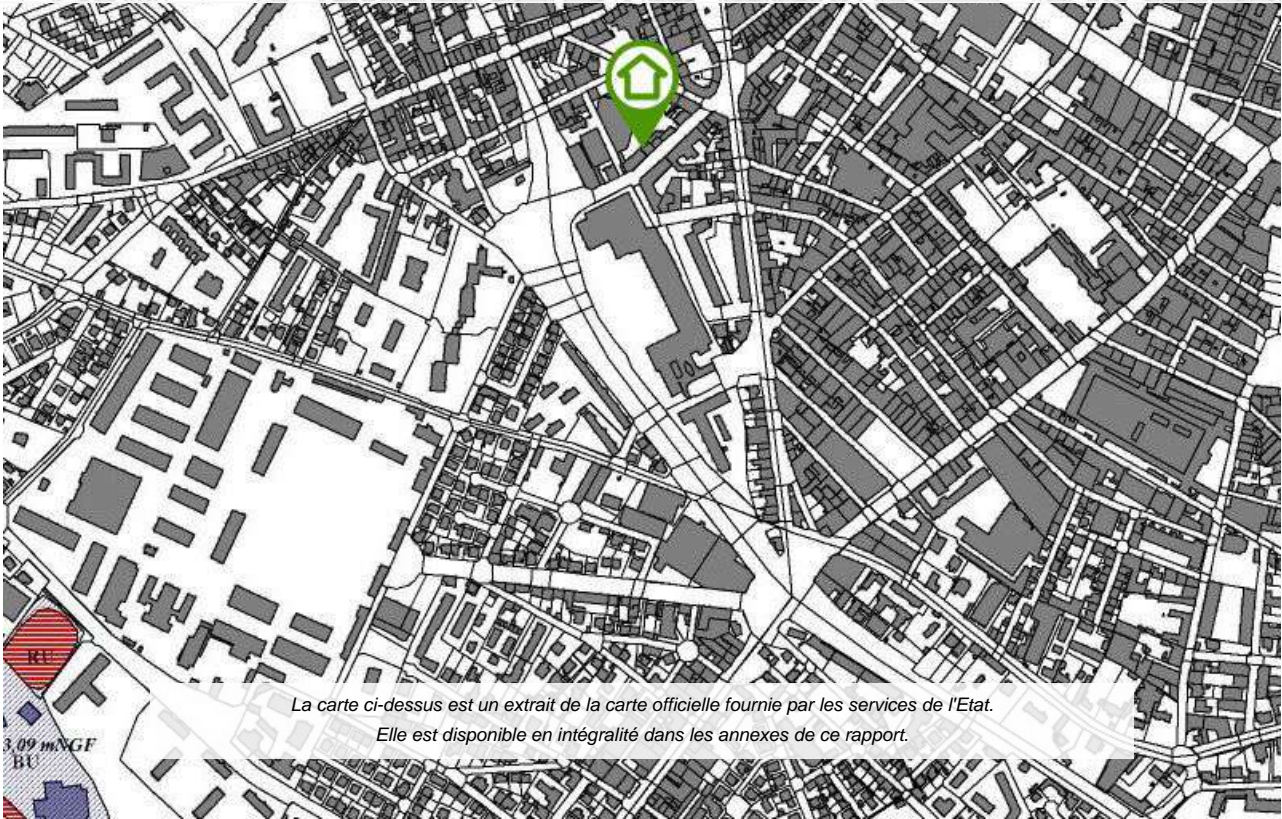 La carte ci-dessus est un extrait de la carte officielle fournie par les services de l'Etat.
Elle est disponible en intégralité dans les annexes de ce rapport.
RU
3,09 mNGF
BU